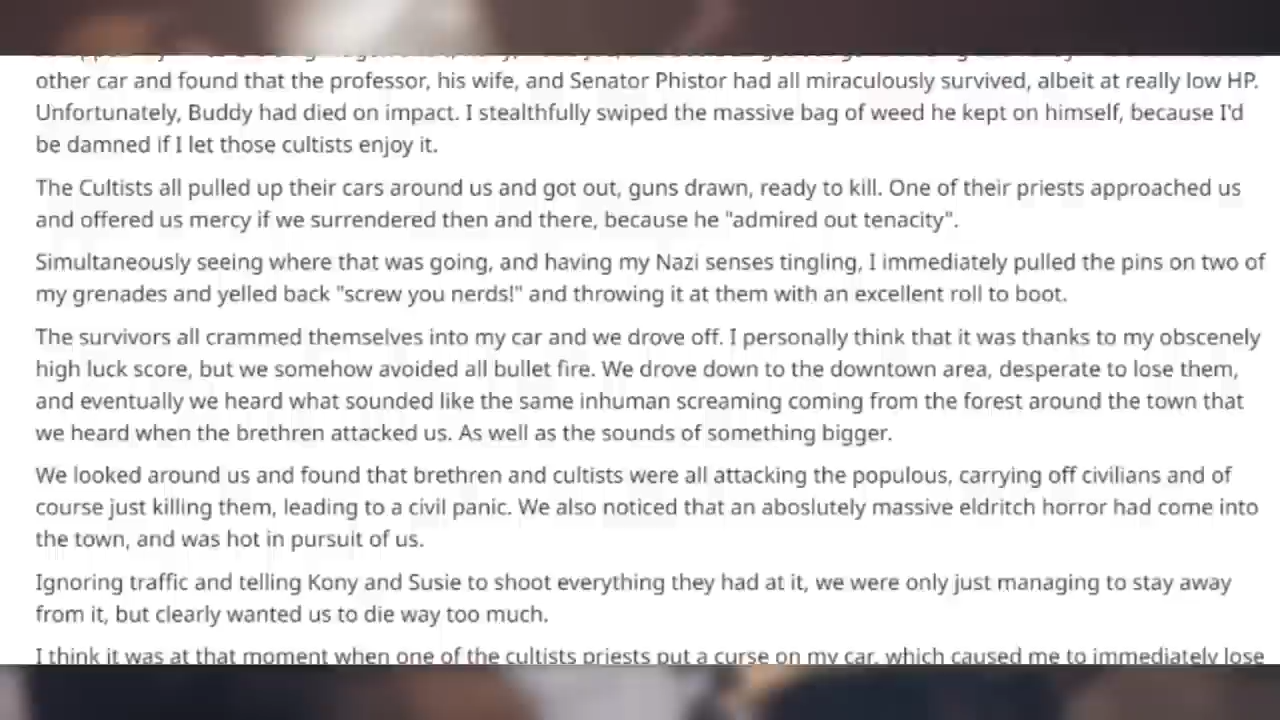 other car and found that the professor, his wife, and Senator Phistor had all miraculously survived, albeit at really low HP.
Unfortunately, Buddy had died on impact. I stealthfully swiped the massive bag of weed he kept on himself, because I'd
be damned if I let those cultists enjoy it.
The Cultists all pulled up their cars around us and got out, guns drawn, ready to kill. One of their priests approached us
and offered us mercy if we surrendered then and there, because he "admired out tenacity".
Simultaneously seeing where that was going, and having my Nazi senses tingling, I immediately pulled the pins on two of
my grenades and yelled back "screw you nerds!" and throwing it at them with an excellent roll to boot.
The survivors all crammed themselves into my car and we drove off. I personally think that it was thanks to my obscenely
high luck score, but we somehow avoided all bullet fire. We drove down to the downtown area, desperate to lose them,
and eventually we heard what sounded like the same inhuman screaming coming from the forest around the town that
we heard when the brethren attacked us. As well as the sounds of something bigger.
We looked around us and found that brethren and cultists were all attacking the populous, carrying off civilians and of
course just killing them, leading to a civil panic. We also noticed that an aboslutely massive eldritch horror had come into
the town, and was hot in pursuit of us.
Ignoring traffic and telling Kony and Susie to shoot everything they had at it, we were only just managing to stay away
from it, but clearly wanted us to die way too much.
I think it was at that moment when one of the cultists priests put a curse on my car, which caused me to immediately lose